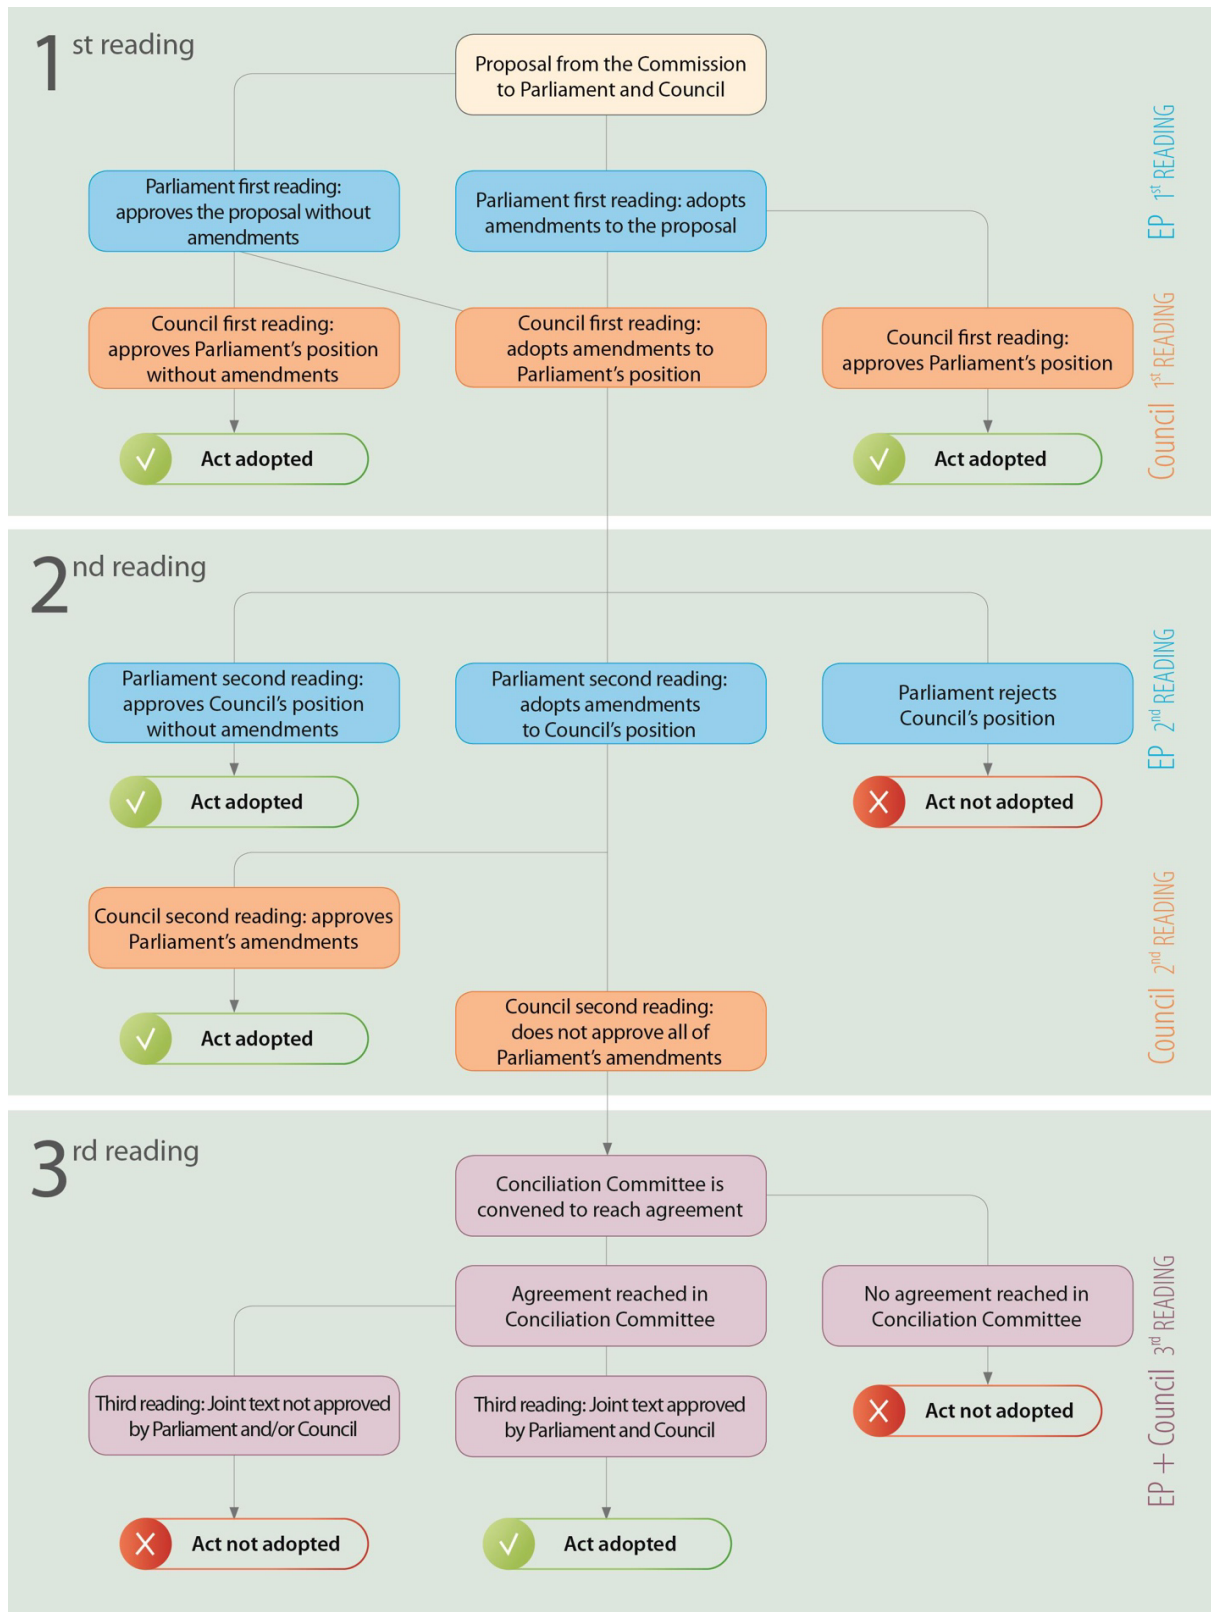 1st reading
Proposal from the Commission
to Parliament and Council
EP 1st READING
Parliament first reading:
approves the proposal without
amendments
Parliament first reading: adopts
amendments to the proposal
Council 1st READING
Council first reading:
approves Parliament’s position
without amendments
Council first reading:
adopts amendments to
Parliament’s position
Council first reading:
approves Parliament’s position
Act adopted
Act adopted
2nd reading
EP 2nd READING
Parliament second reading:
approves Council’s position
without amendments
Parliament second reading:
adopts amendments
to Council’s position
Parliament rejects
Council’s position
Act adopted
Act not adopted
Council 2nd READING
Council second reading: approves
Parliament’s amendments
Act adopted
Council second reading:
does not approve all of
Parliament’s amendments
3rd reading
Conciliation Committee is
convened to reach agreement
EP + Council 3rd READING
Agreement reached in
Conciliation Committee
No agreement reached in
Conciliation Committee
Third reading: Joint text not approved
by Parliament and/or Council
Third reading: Joint text approved
by Parliament and Council
Act not adopted
Act not adopted
Act adopted